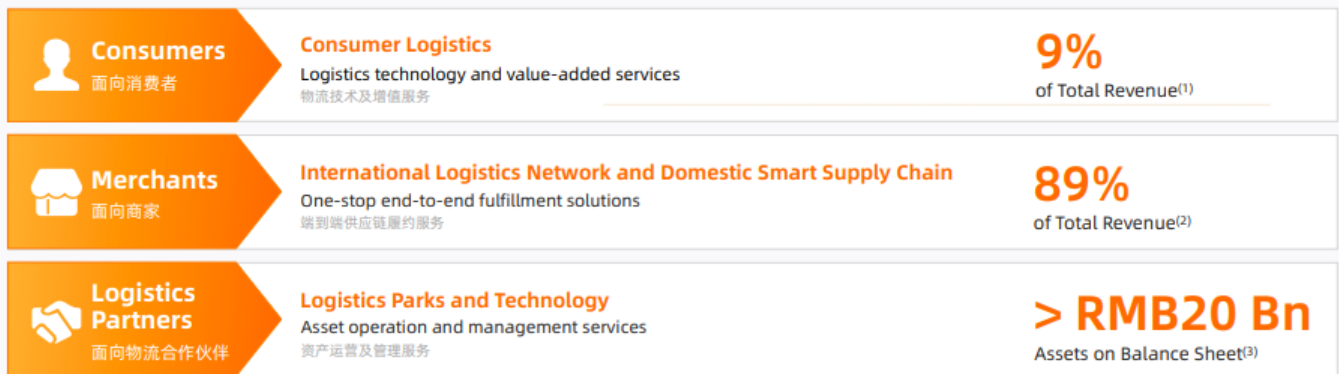 Consumers
面向消费者
Consumer Logistics
Logistics technology and value-added services
物流技术及增值服务
9%
of Total Revenue(1)
Merchants
面向商家
International Logistics Network and Domestic Smart Supply Chain
One-stop end-to-end fulfillment solutions
端到端供应链履约服务
89%
of Total Revenue(2)
Logistics
Partners
面向物流合作伙伴
Logistics Parks and Technology
Asset operation and management services
资产运营及管理服务
> RMB20 Bn
Assets on Balance Sheet(3)